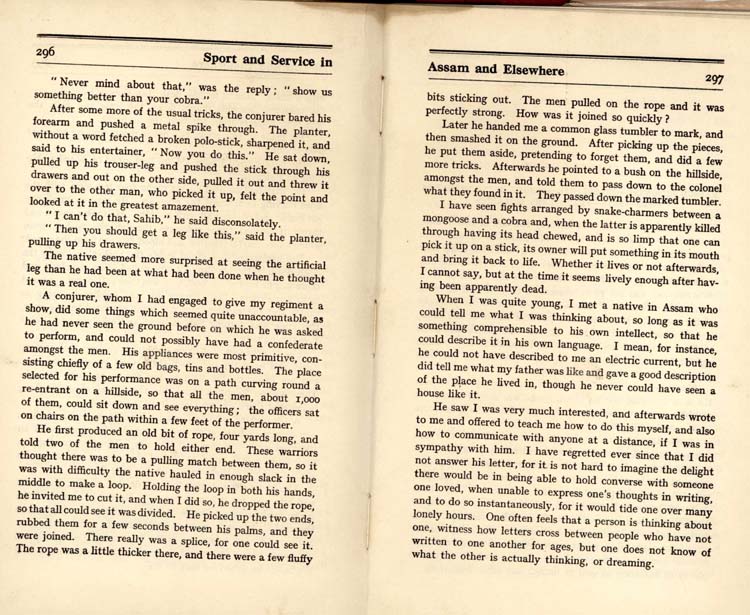 296
Sport and Service in
" Never mind about that," was the reply ; " show us
something better than your cobra."
After some more of the usual tricks, the conjurer bared his
forearm and pushed a metal spike through. The planter,
without a word fetched a broken polo-stick, sharpened it, and
said to his entertainer, " Now you do this." He sat down,
pulled up his trouser-leg and pushed the stick through his
drawers and out on the other side, pulled it out and threw it
over to the other man, who picked it up, felt the point and
looked at it in the greatest amazement.
" I can't do that, Sahib," he said disconsolately.
" Then you should get a leg like this," said the planter,
pulling up his drawers.
The native seemed more surprised at seeing the artificial
leg than he had been at what had been done when he thought
it was a real one.
A conjurer, whom I had engaged to give my regiment a
show, did some things which seemed quite unaccountable, as
he had never seen the ground before on which he was asked
to perform, and could not possibly have had a confederate
amongst the men. His appliances were most primitive, con-
sisting chiefly of a few old bags, tins and bottles. The place
selected for his performance was on a path curving round a
re-entrant on a hillside, so that all the men, about 1,000
of them, could sit down and see everything ; the officers sat
on chairs on the path within a few feet of the performer.
He first produced an old bit of rope, four yards long, and
told two of the men to hold either end. These warriors
thought there was to be a pulling match between them, so it
was with difficulty the native hauled in enough slack in the
middle to make a loop. Holding the loop in both his hands,
he invited me to cut it, and when I did so, he dropped the rope,
so that all could see it was divided. He picked up the two ends,
rubbed them for a few seconds between his palms, and they
were joined. There really was a splice, for one could see it.
The rope was a little thicker there, and there were a few fluffy
Assam and Elsewhere
297
bits sticking out. The men pulled on the rope and it was
perfectly strong. How was it joined so quickly ?
Later he handed me a common glass tumbler to mark, and
then smashed it on the ground. After picking up the pieces,
he put them aside, pretending to forget them, and did a few
more tricks. Afterwards he pointed to a bush on the hillside,
amongst the men, and told them to pass down to the colonel
what they found in it. They passed down the marked tumbler.
I have seen fights arranged by snake-charmers between a
mongoose and a cobra and, when the latter is apparently killed
through having its head chewed, and is so limp that one can
pick it up on a stick, its owner will put something in its mouth
and bring it back to life. Whether it lives or not afterwards,
I cannot say, but at the time it seems lively enough after hav-
ing been apparently dead.
When I was quite young, I met a native in Assam who
could tell me what I was thinking about, so long as it was
something comprehensible to his own intellect, so that he
could describe it in his own language. I mean, for instance,
he could not have described to me an electric current, but he
did tell me what my father was like and gave a good description
of the place he lived in, though he never could have seen a
house like it.
He saw I was very much interested, and afterwards wrote
to me and offered to teach me how to do this myself, and also
how to communicate with anyone at a distance, if I was in
sympathy with him. I have regretted ever since that I did
not answer his letter, for it is not hard to imagine the delight
there would be in being able to hold converse with someone
one loved, when unable to express one's thoughts in writing,
and to do so instantaneously, for it would tide one over many
lonely hours. One often feels that a person is thinking about
one, witness how letters cross between people who have not
written to one another for ages, but one does not know of
what the other is actually thinking, or dreaming.